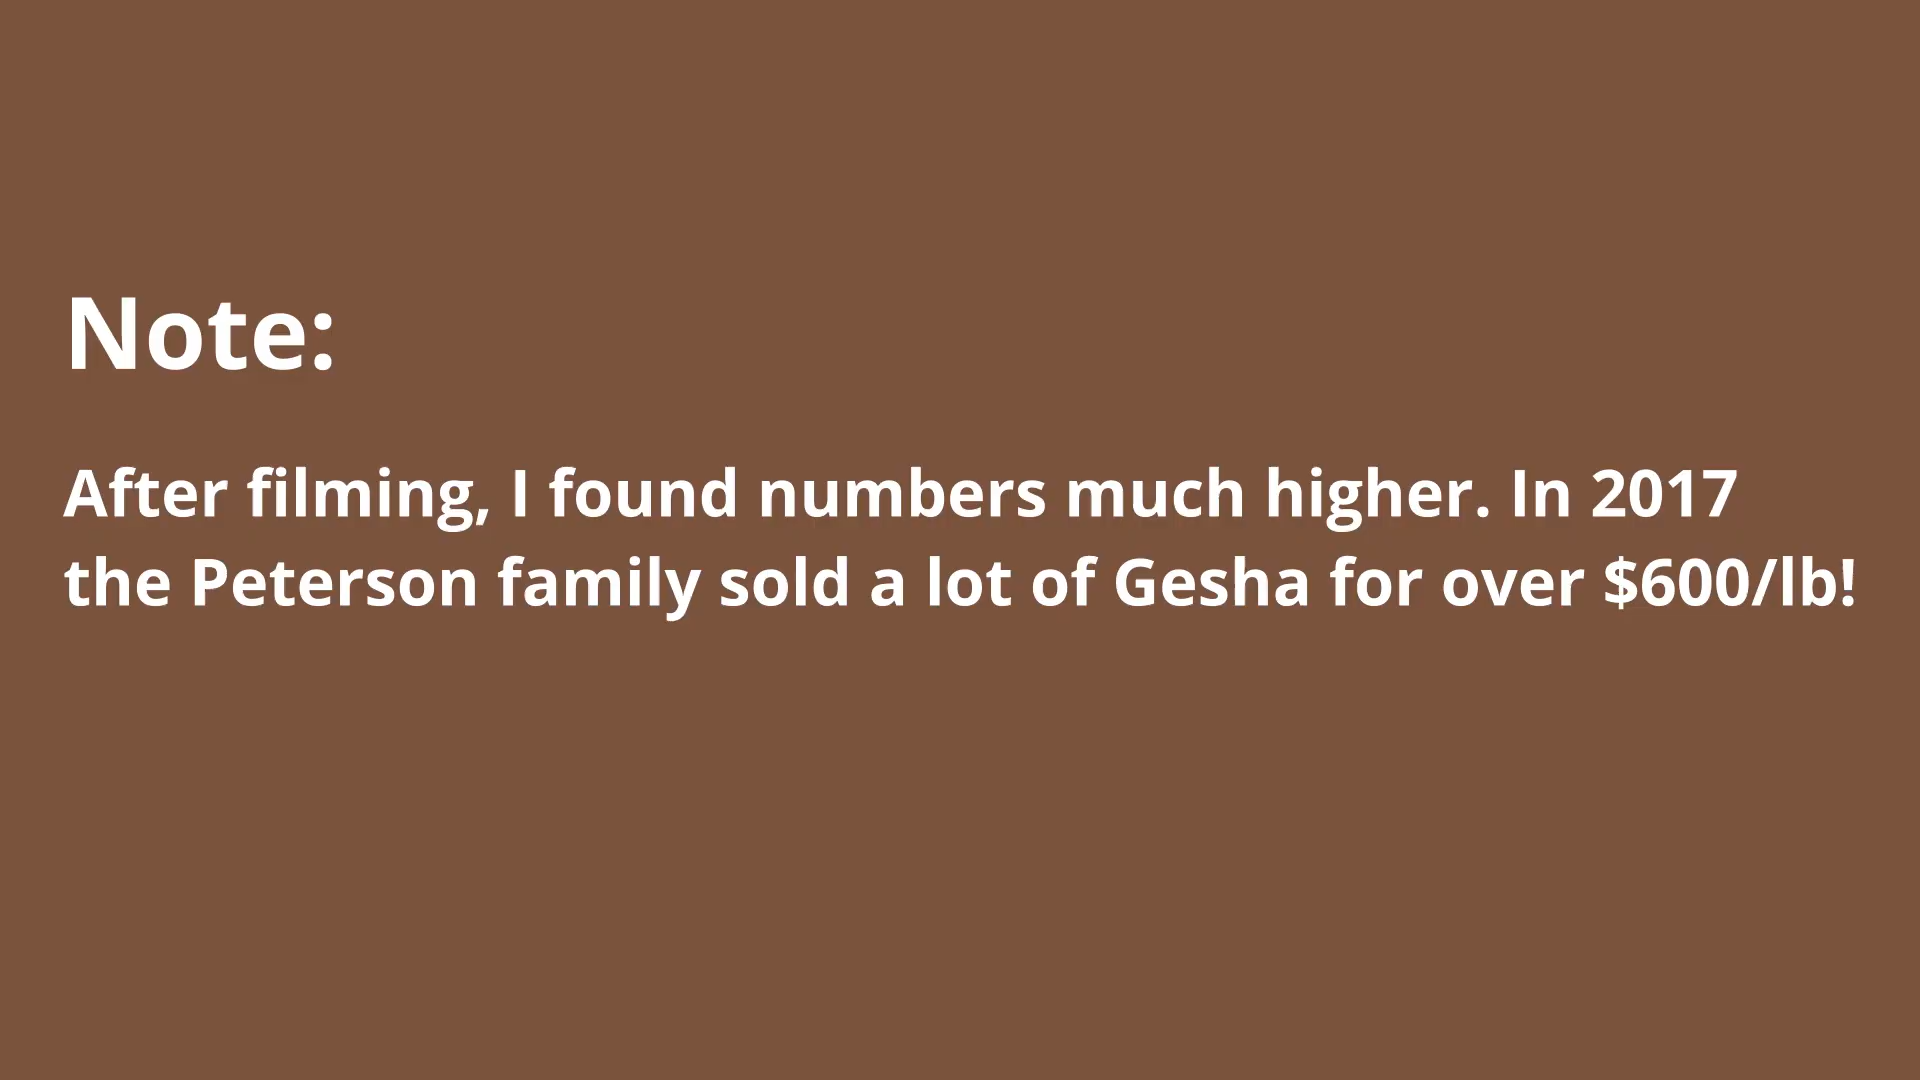 Note:
After filming, I found numbers much higher. In 2017
the Peterson family sold a lot of Gesha for over $600/lb!